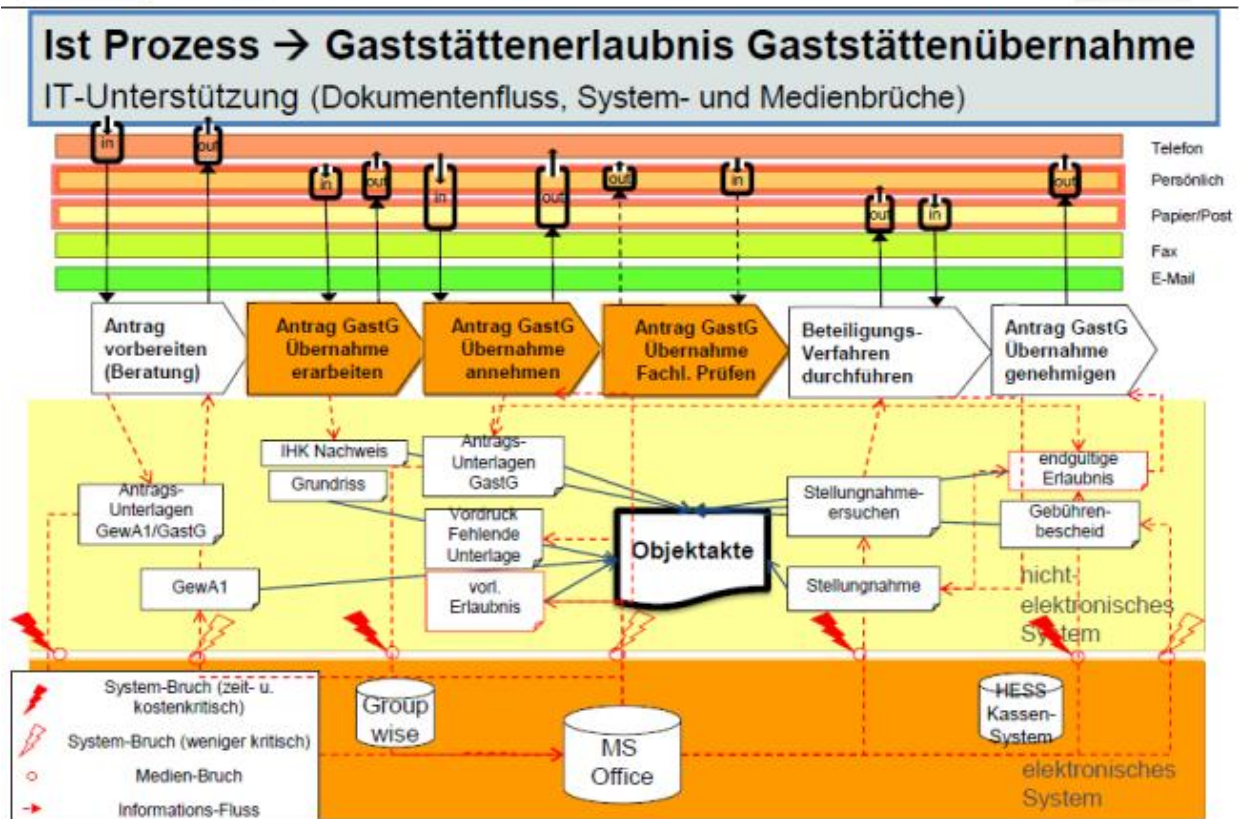 Ist Prozess → Gaststättenerlaubnis Gaststättenübernahme
IT-Unterstützung (Dokumentenfluss, System- und Medienbrüche)
in
out
Telefon
in
out
in
out
out
in
out
Persönlich
out
in
Papier/Post
Fax
E-Mail
Antrag
vorbereiten
(Beratung)
Antrag GastG
Übernahme
erarbeiten
Antrag GastG
Übernahme
annehmen
Antrag GastG
Übernahme
Fachl. Prüfen
Beteiligungs-
Verfahren
durchführen
Antrag GastG
Übernahme
genehmigen
IHK Nachweis
Grundriss
Antrags-
Unterlagen
GastG
Antrags-
Unterlagen
GewA1/GastG
Vordruck
Fehlende
Unterlage
GewA1
vorl.
Erlaubnis
Objektakte
Stellungnahme-
ersuchen
Stellungnahme
endgültige
Erlaubnis
Gebühren-
bescheid
nicht-
elektronisches
System
System-Bruch (zeit- u.
kostenkritisch)
System-Bruch (weniger kritisch)
Medien-Bruch
Informations-Fluss
Group
wise
MS
Office
HESS
Kassen-
System
elektronisches
System